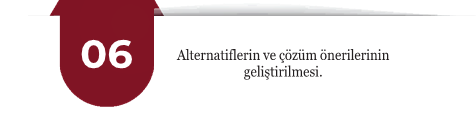 06
Alternatiflerin ve çözüm önerilerinin
geliştirilmesi.